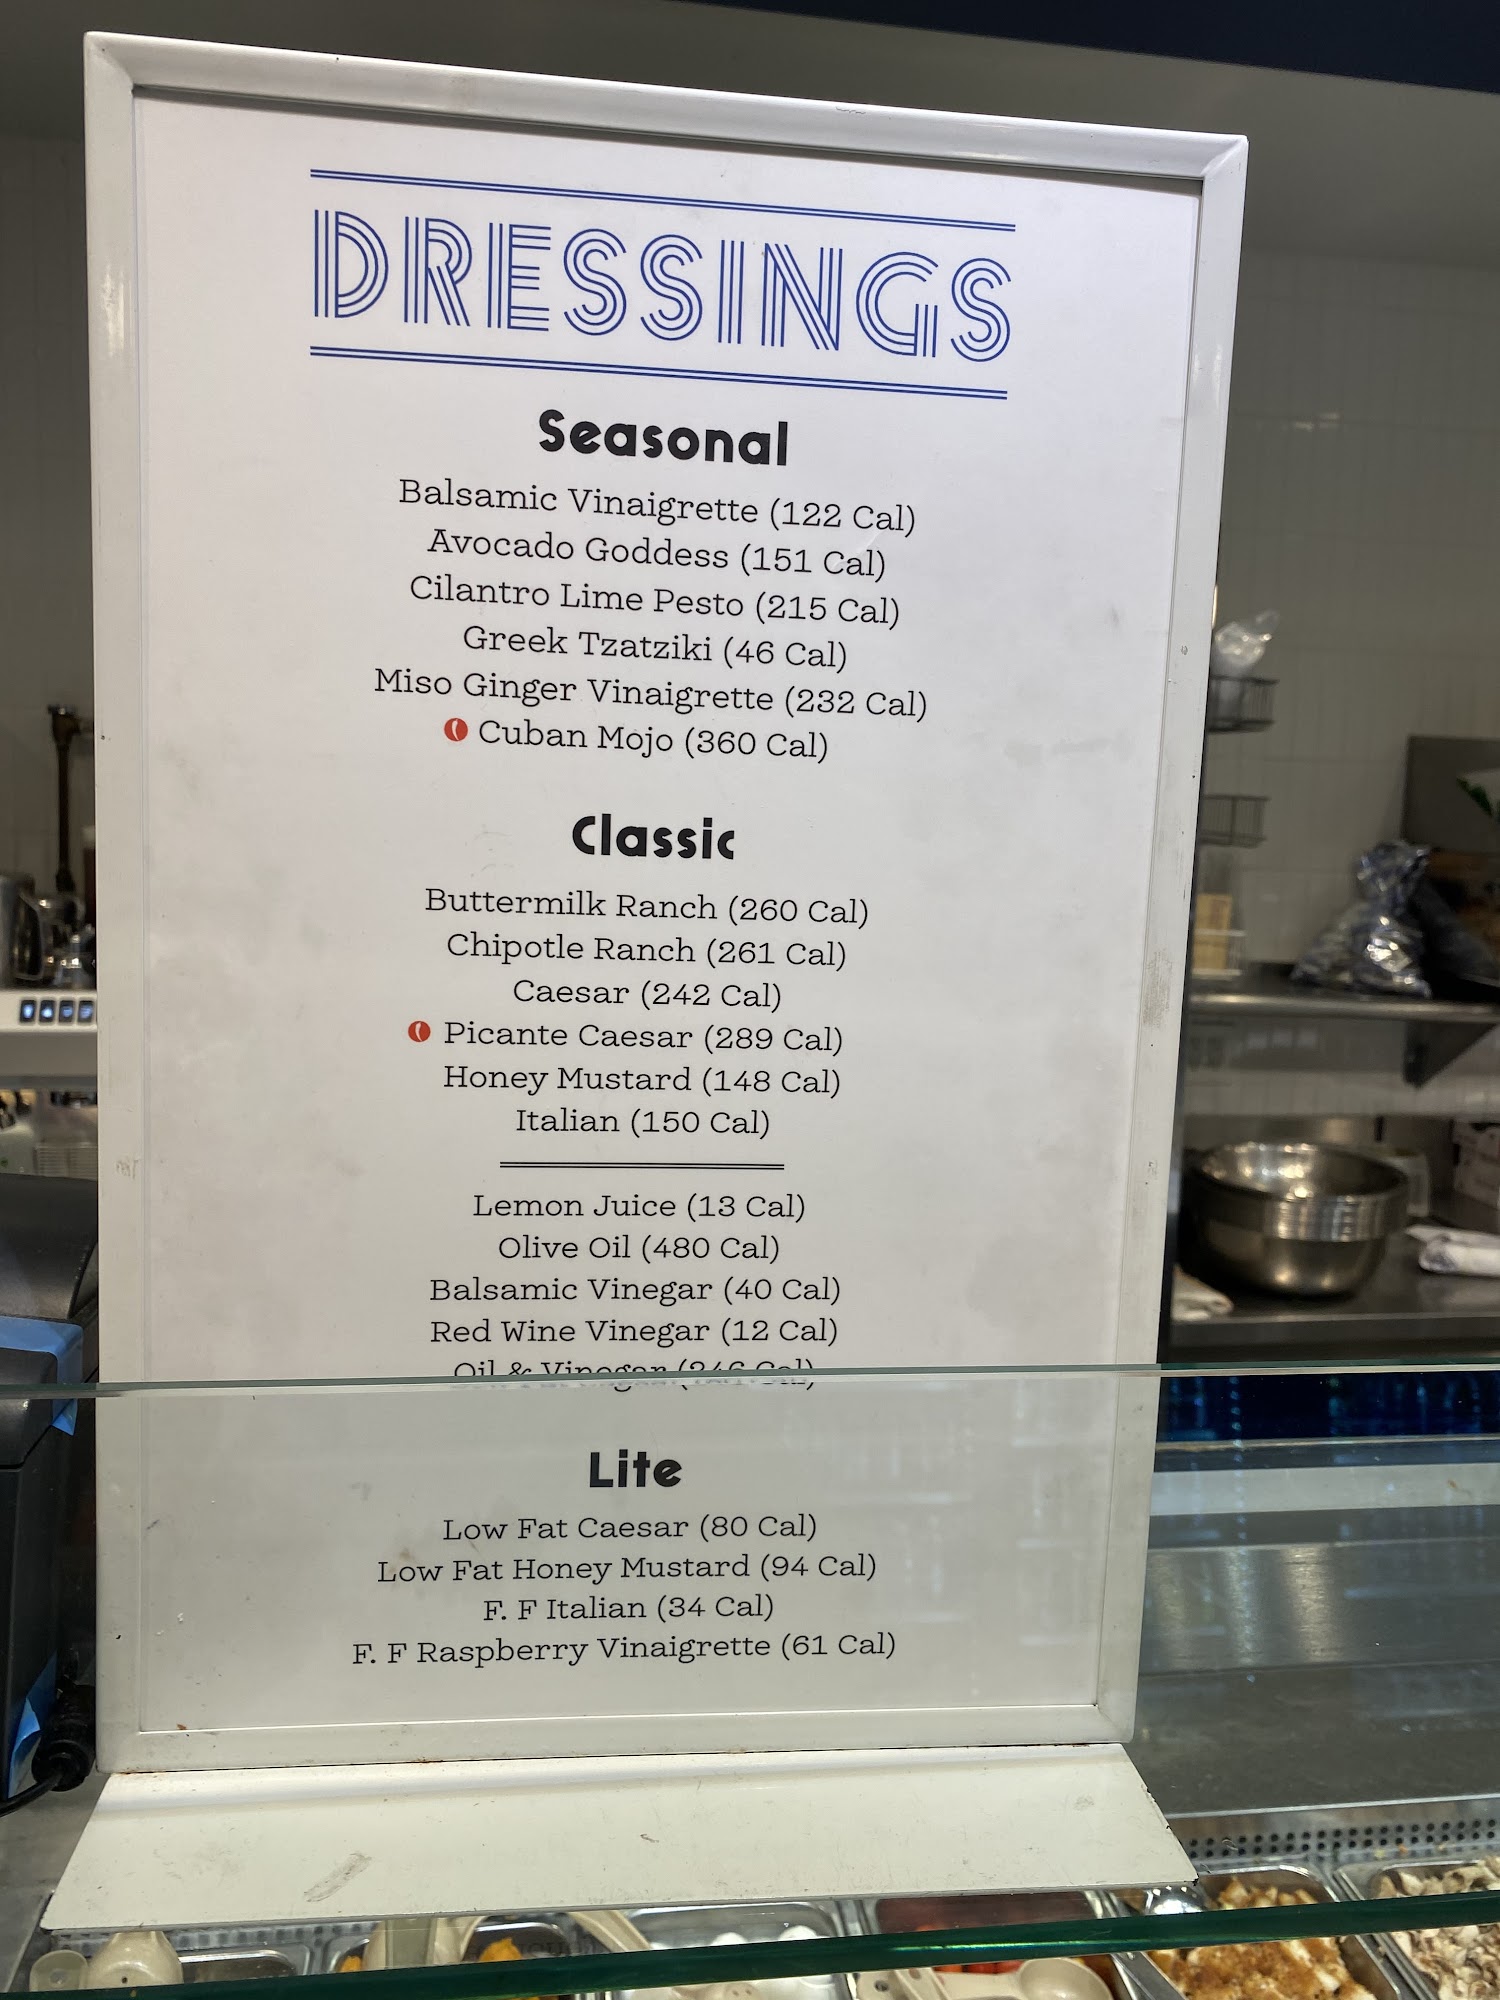 DRESSINGS
Seasonal
Balsamic Vinaigrette (122 Cal)
Avocado Goddess (151 Cal)
Cilantro Lime Pesto (215 Cal)
Greek Tzatziki (46 Cal)
Miso Ginger Vinaigrette (232 Cal)
Cuban Mojo (360 Cal)
Classic
Buttermilk Ranch (260 Cal)
Chipotle Ranch (261 Cal)
Caesar (242 Cal)
Picante Caesar (289 Cal)
Honey Mustard (148 Cal)
Italian (150 Cal)
Lemon Juice (13 Cal)
Olive Oil (480 Cal)
Balsamic Vinegar (40 Cal)
Red Wine Vinegar (12 Cal)
Oil & Vinegar (246 Cal)
Lite
Low Fat Caesar (80 Cal)
Low Fat Honey Mustard (94 Cal)
F. F Italian (34 Cal)
F. F Raspberry Vinaigrette (61 Cal)